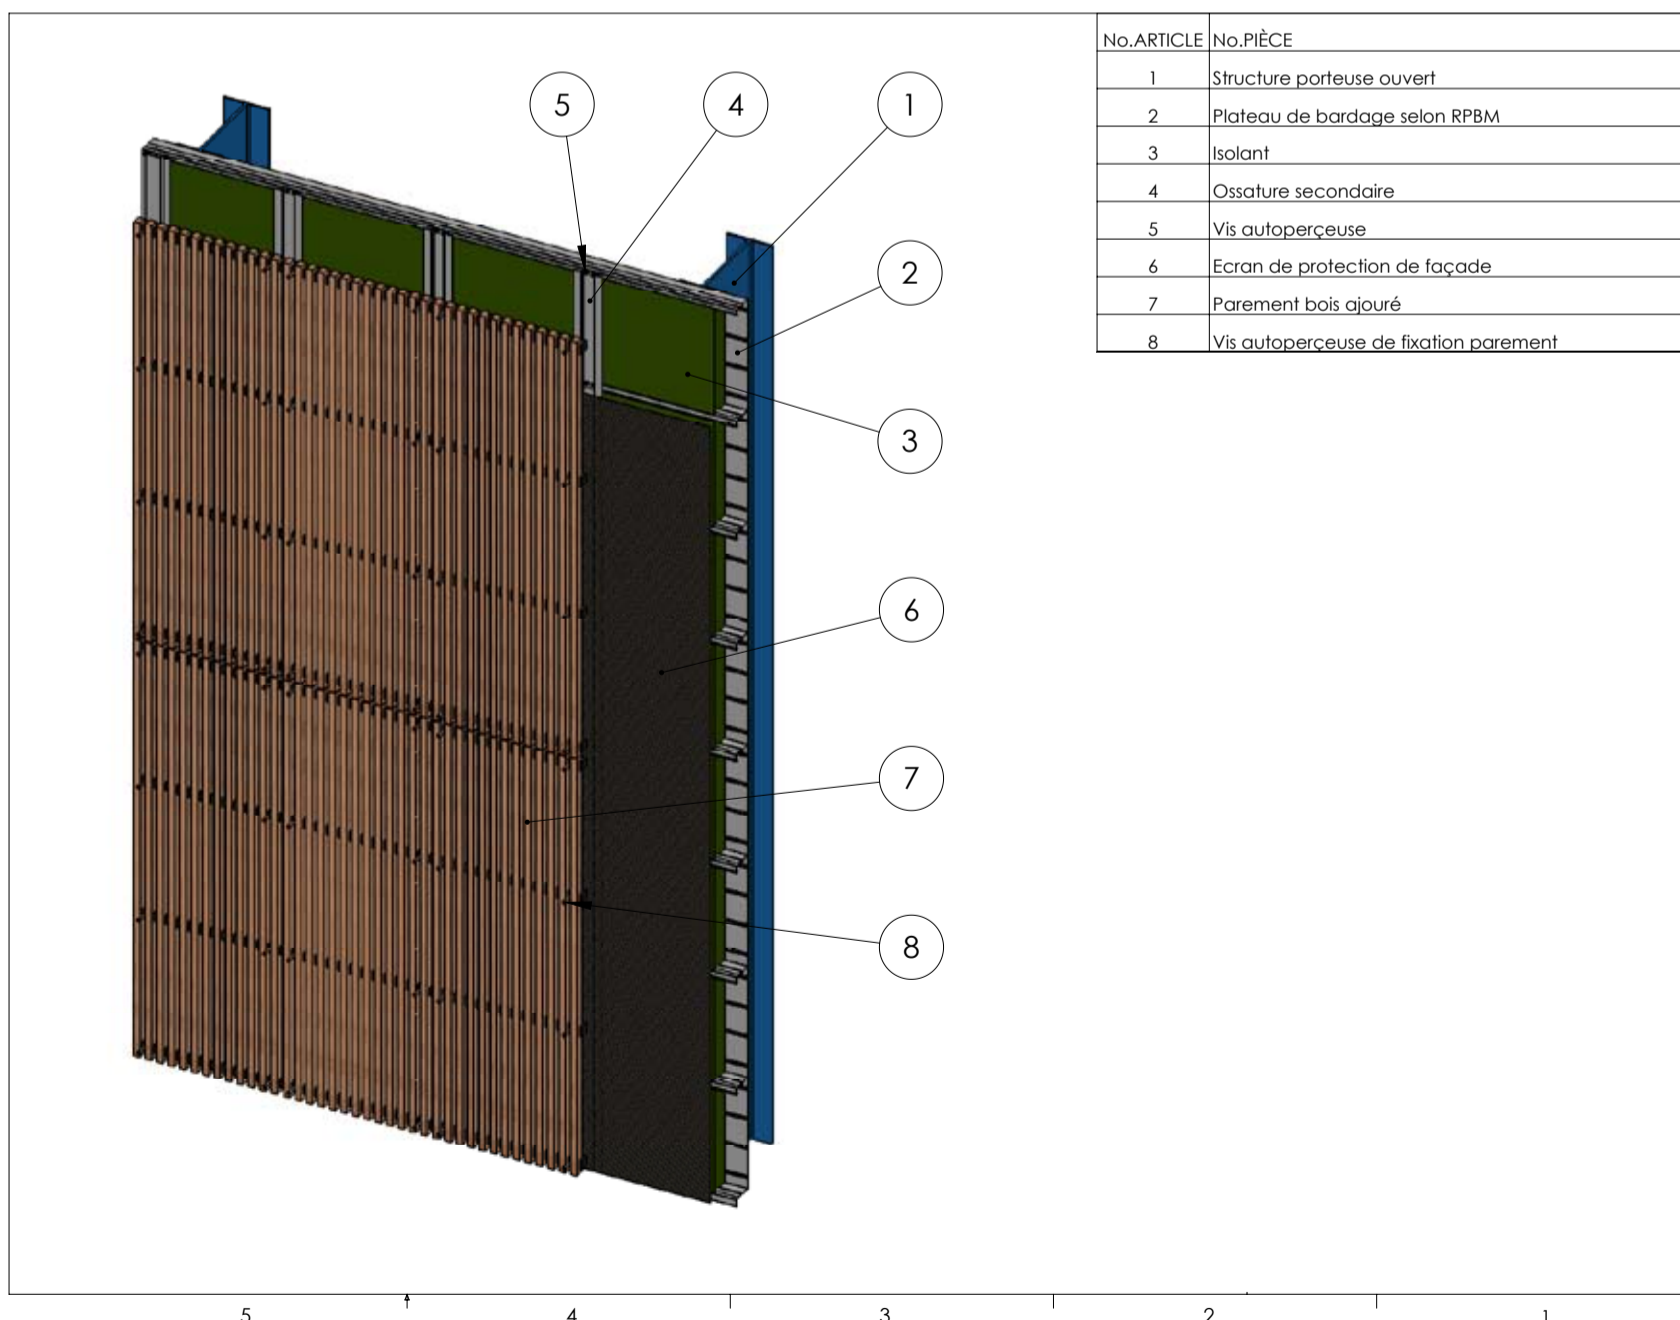 No.ARTICLE No.PIÈCE
1 Structure porteuse ouvert
2 Plateau de bardage selon RPBM
3 Isolant
4 Ossature secondaire
5 Vis autoperçeuse
6 Ecran de protection de façade
7 Parement bois ajouré
8 Vis autoperçeuse de fixation parement
5 4 1
2
3
6
7
8
5 4 3 2 1